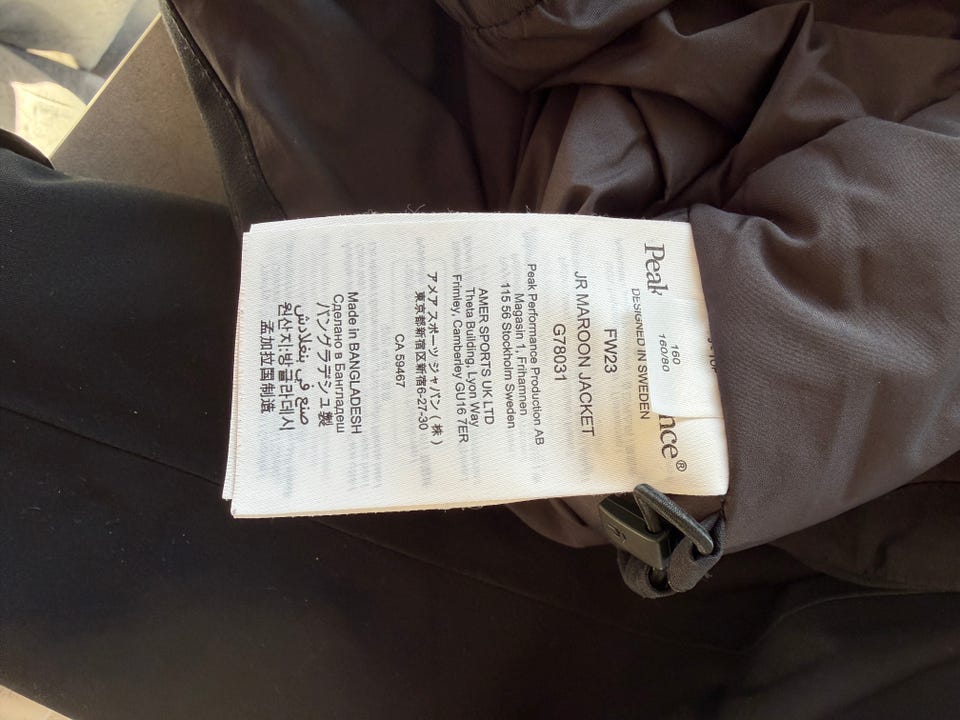 Peak
nce®
160
160/80
DESIGNED IN SWEDEN
FW23
JR MAROON JACKET
G78031
Peak Performance Production AB
Magasin 1, Frihamnen
115 56 Stockholm Sweden
AMER SPORTS UK LTD
Theta Building, Lyon Way
Frimley, Camberley GU16 7ER
アメアスポーツジャパン(株)
東京都新宿区新宿6-27-30
CA 59467
Made in BANGLADESH
Сделано в Бангладеш
バングラデシュ製
صنع في بنغلادش
원산지:방글라데시
孟加拉国制造